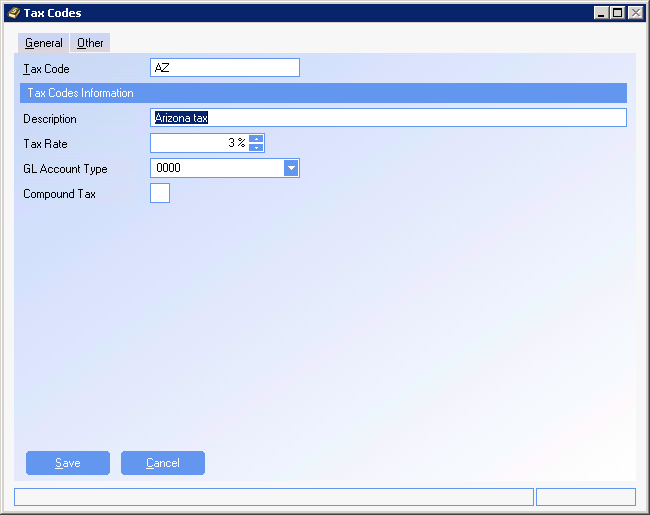 Tax Codes
General Other
Tax Code AZ
Tax Codes Information
Description Arizona tax
Tax Rate 3 %
GL Account Type 0000
Compound Tax
Save Cancel